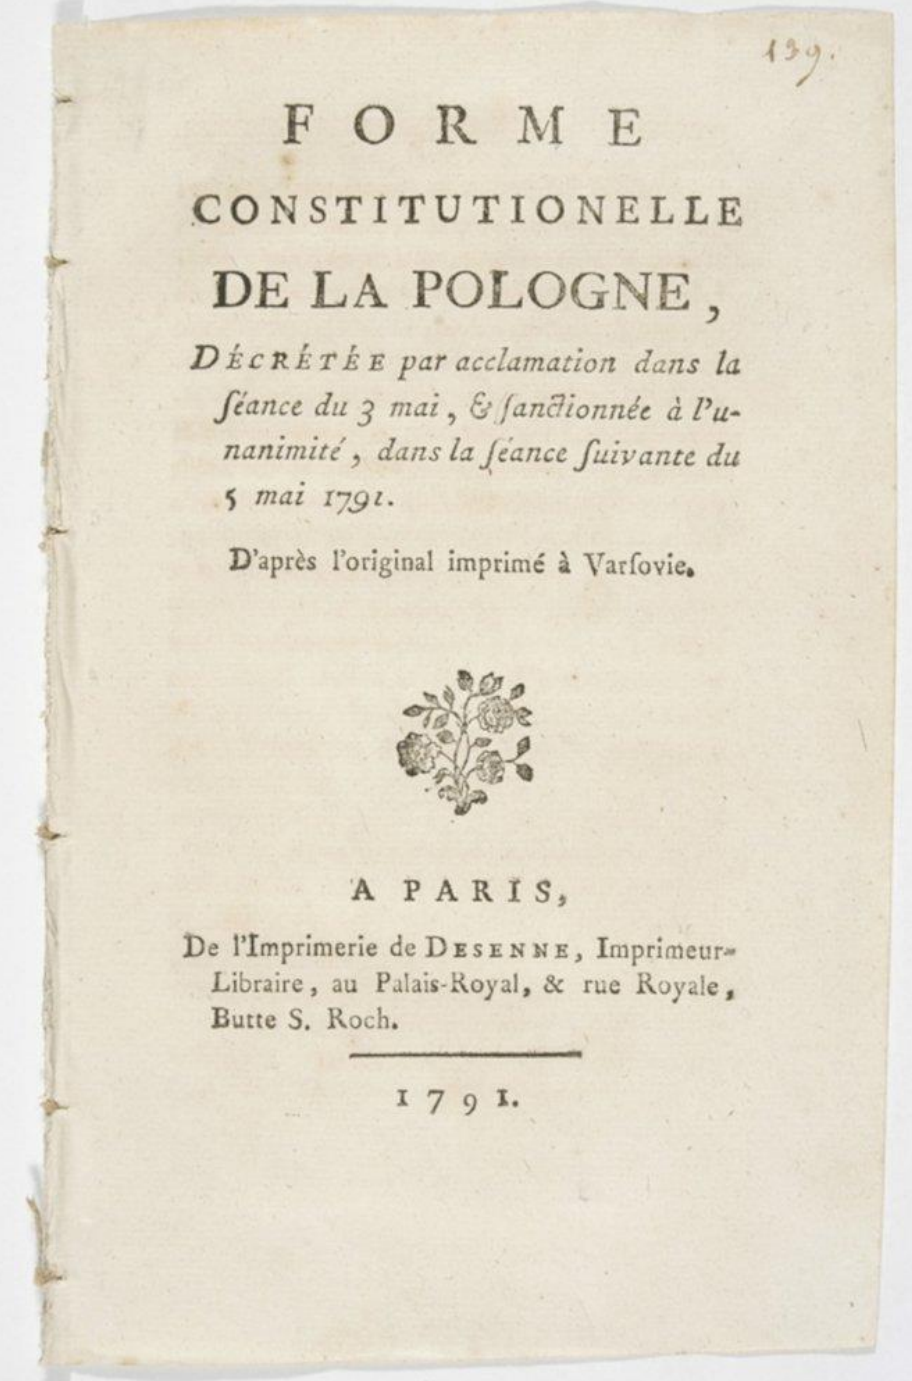 139.
FORME
CONSTITUTIONELLE
DE LA POLOGNE,
DÉCRÉTÉE par acclamation dans la
ſéance du 3 mai, & ſanctionnée à l'u-
nanimité, dans la ſéance ſuivante du
5 mai 1791.
D'après l'original imprimé à Varſovie.
A PARIS,
De l'Imprimerie de DESENNE, Imprimeur-
Libraire, au Palais-Royal, & rue Royale,
Butte S. Roch.
1791.